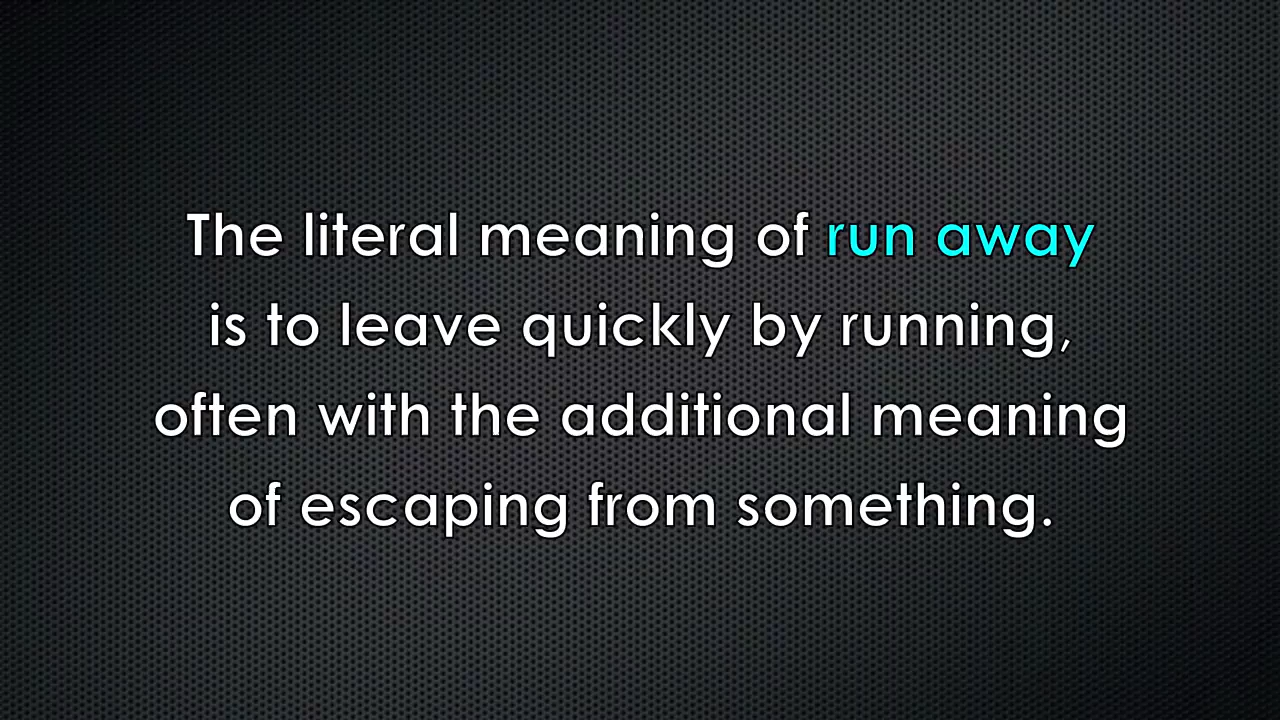 The literal meaning of run away
is to leave quickly by running,
often with the additional meaning
of escaping from something.